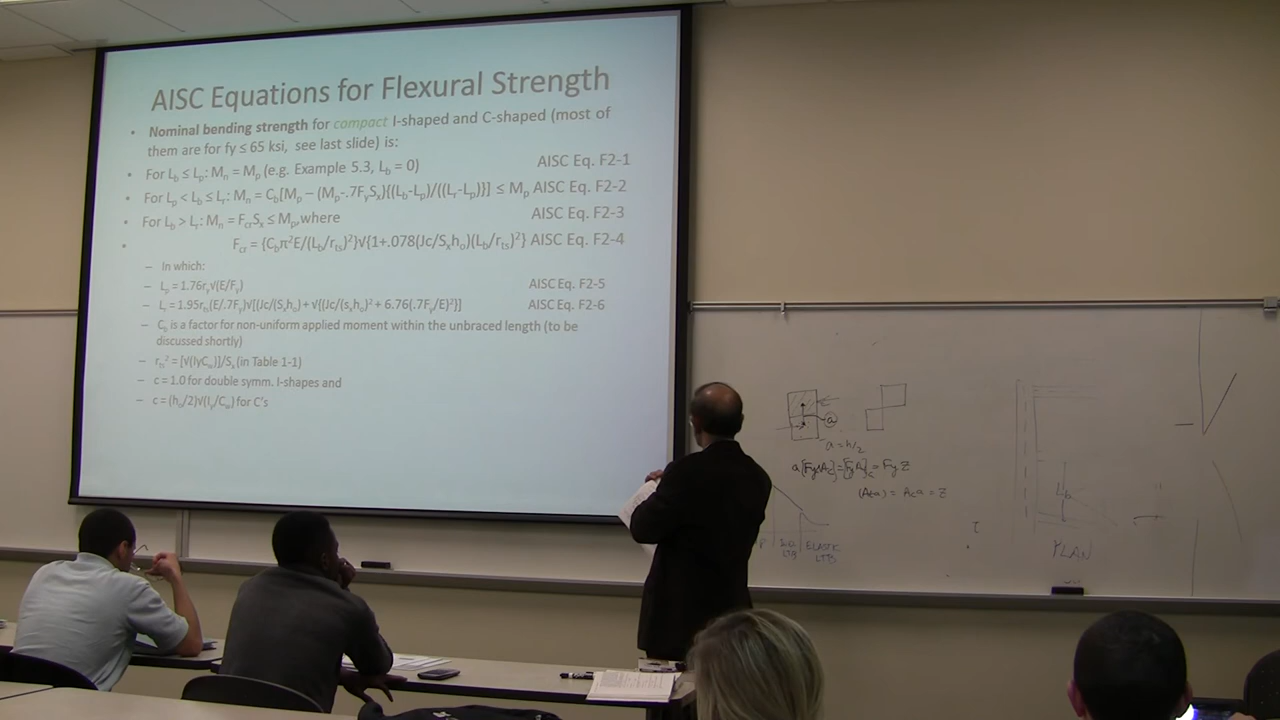 AISC Equations for Flexural Strength
• Nominal bending strength for compact I-shaped and C-shaped (most of
them are for fy ≤ 65 ksi, see last slide) is:
• For Lb ≤ Lp: Mn = Mp (e.g. Example 5.3, Lb = 0) AISC Eq. F2-1
• For Lp < Lb ≤ Lr: Mn = Cb[Mp – (Mp-.7FySx){(Lb-Lp)/((Lr-Lp)}] ≤ Mp AISC Eq. F2-2
• For Lb > Lr: Mn = FcrSx ≤ Mp,where AISC Eq. F2-3
• Fcr = {Cbπ²E/(Lb/rts)²}√{1+.078(Jc/Sxho)(Lb/rts)²} AISC Eq. F2-4
– In which:
– Lp = 1.76ry√(E/Fy) AISC Eq. F2-5
– Lr = 1.95rts(E/.7Fy)√[(Jc/(Sxho) + √{(Jc/(sxho)² + 6.76(.7Fy/E)²}] AISC Eq. F2-6
– Cb is a factor for non-uniform applied moment within the unbraced length (to be
discussed shortly)
– rts² = [√(IyCw)]/Sx (in Table 1-1)
– c = 1.0 for double symm. I-shapes and
– c = (ho/2)√(Iy/Cw) for C's
a
a = h/2
= Fy Z
(Aca) = Aca = Z
ELASTIC
LTB
LTB
Lb
PLAN